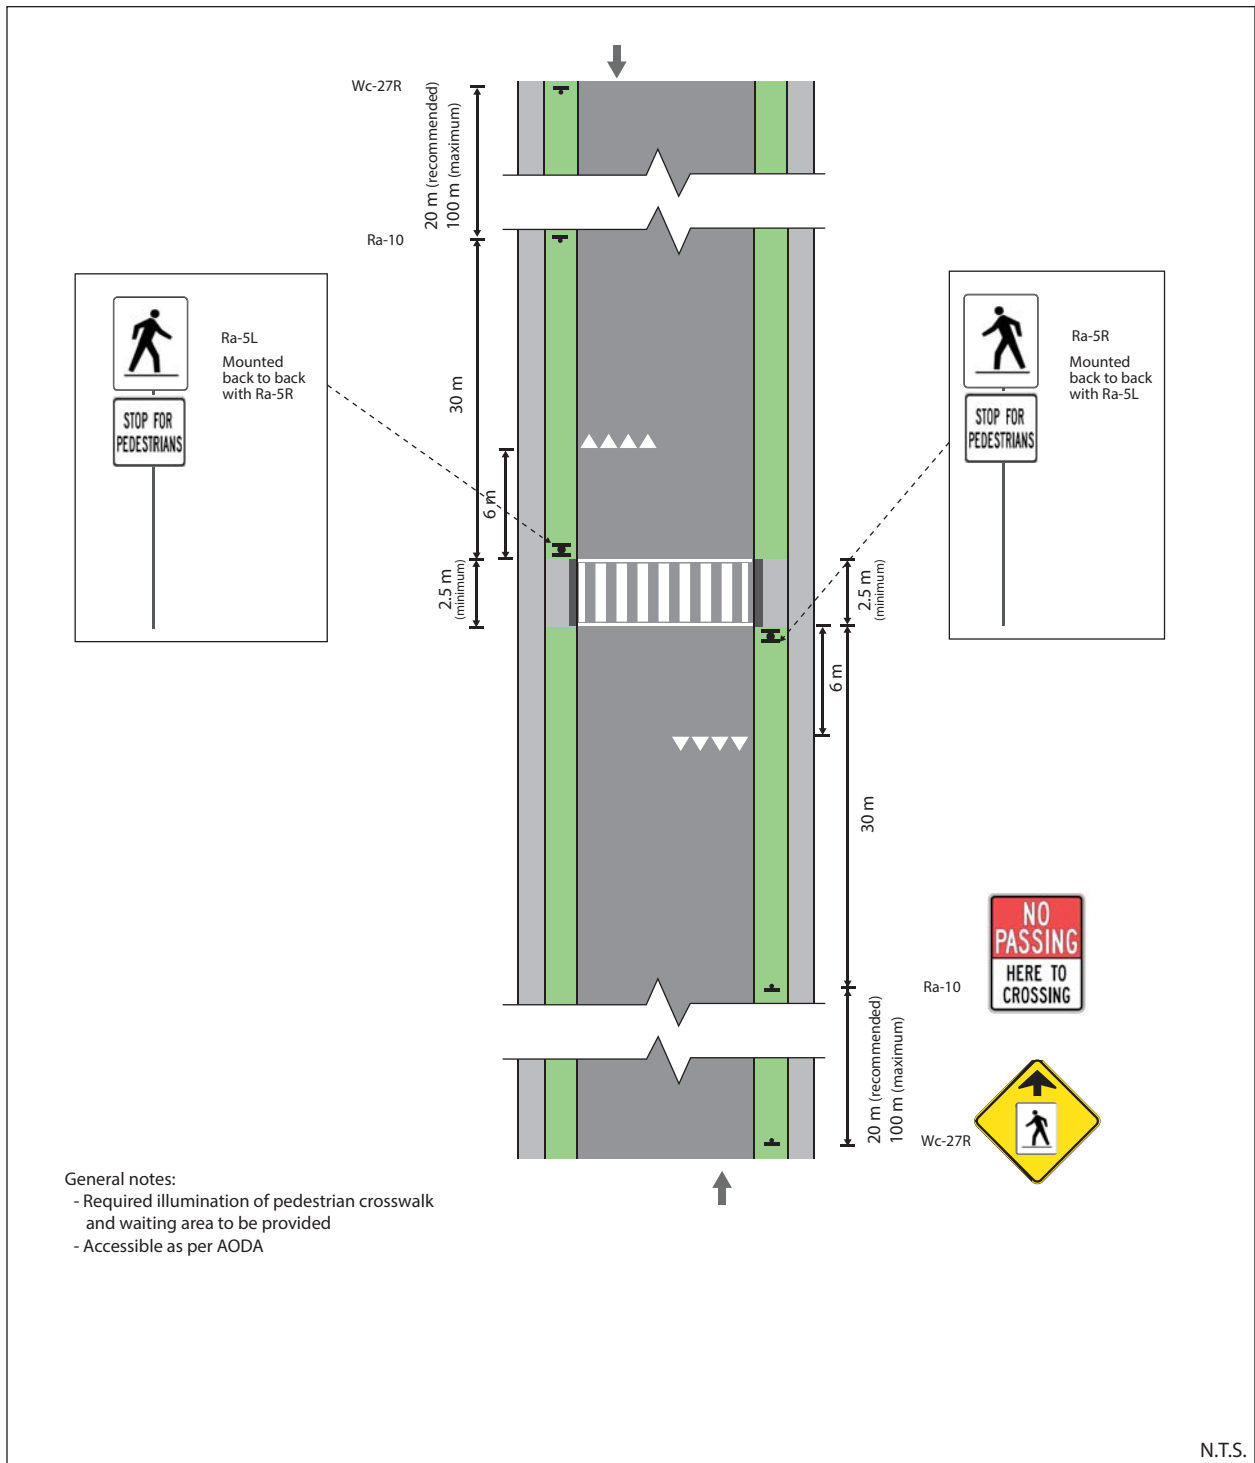 Wc-27R
20 m (recommended)
100 m (maximum)
Ra-10
30 m
6 m
2.5 m
(minimum)
STOP FOR
PEDESTRIANS
Ra-5L
Mounted
back to back
with Ra-5R
STOP FOR
PEDESTRIANS
Ra-5R
Mounted
back to back
with Ra-5L
2.5 m
(minimum)
6 m
30 m
Ra-10
NO
PASSING
HERE TO
CROSSING
20 m (recommended)
100 m (maximum)
Wc-27R
General notes:
- Required illumination of pedestrian crosswalk
and waiting area to be provided
- Accessible as per AODA
N.T.S.